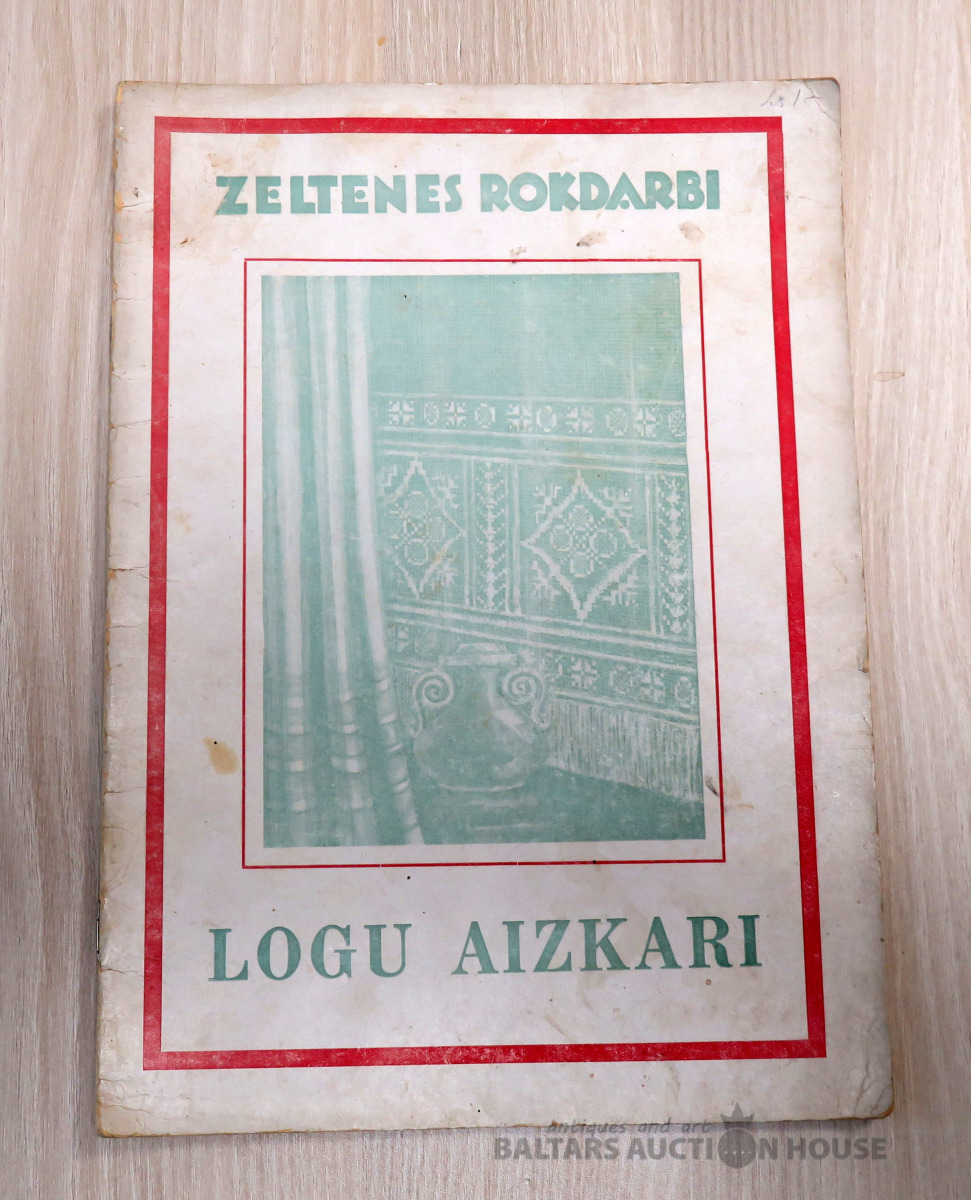 ZELTENES ROKDARBI
LOGU AIZKARI
Antiques and art
BALTARS AUCTION HOUSE